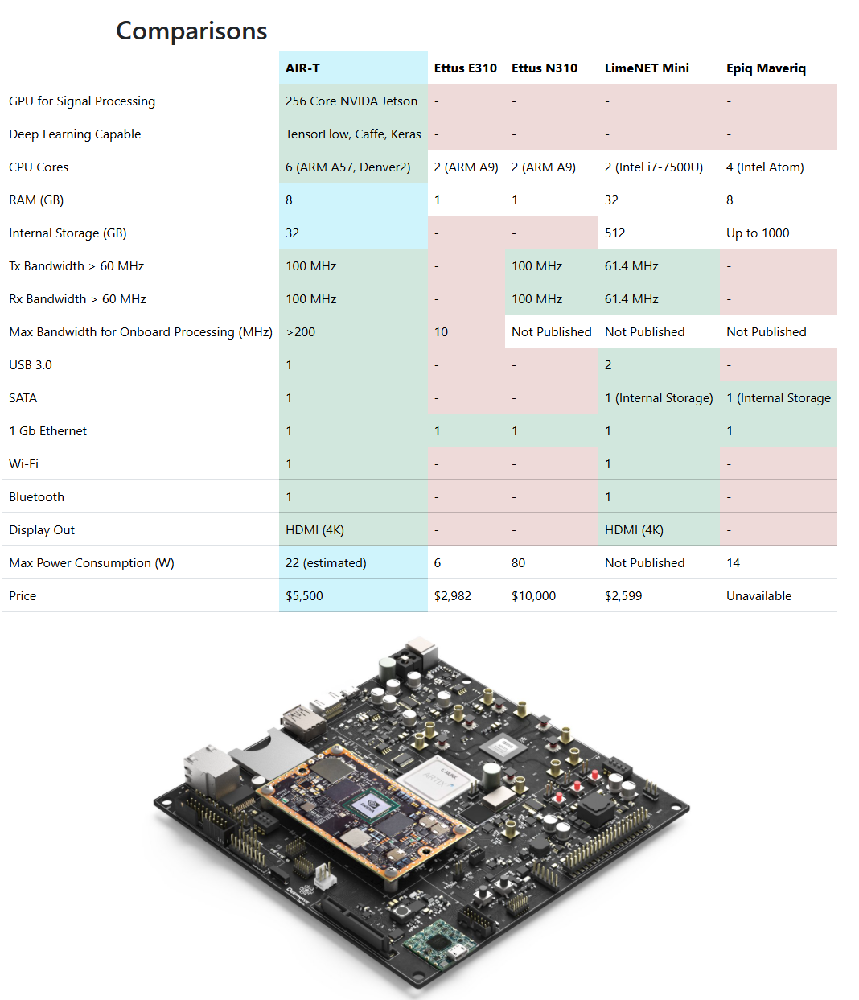 Comparisons
AIR-T Ettus E310 Ettus N310 LimeNET Mini Epiq Maveriq
GPU for Signal Processing 256 Core NVIDA Jetson - - - -
Deep Learning Capable TensorFlow, Caffe, Keras - - - -
CPU Cores 6 (ARM A57, Denver2) 2 (ARM A9) 2 (ARM A9) 2 (Intel i7-7500U) 4 (Intel Atom)
RAM (GB) 8 1 1 32 8
Internal Storage (GB) 32 - - 512 Up to 1000
Tx Bandwidth > 60 MHz 100 MHz - 100 MHz 61.4 MHz -
Rx Bandwidth > 60 MHz 100 MHz - 100 MHz 61.4 MHz -
Max Bandwidth for Onboard Processing (MHz) >200 10 Not Published Not Published Not Published
USB 3.0 1 - - 2 -
SATA 1 - - 1 (Internal Storage) 1 (Internal Storage
1 Gb Ethernet 1 1 1 1 1
Wi-Fi 1 - - 1 -
Bluetooth 1 - - 1 -
Display Out HDMI (4K) - - HDMI (4K) -
Max Power Consumption (W) 22 (estimated) 6 80 Not Published 14
Price $5,500 $2,982 $10,000 $2,599 Unavailable
XILINX
ARTIX
NVIDIA
Deepwave